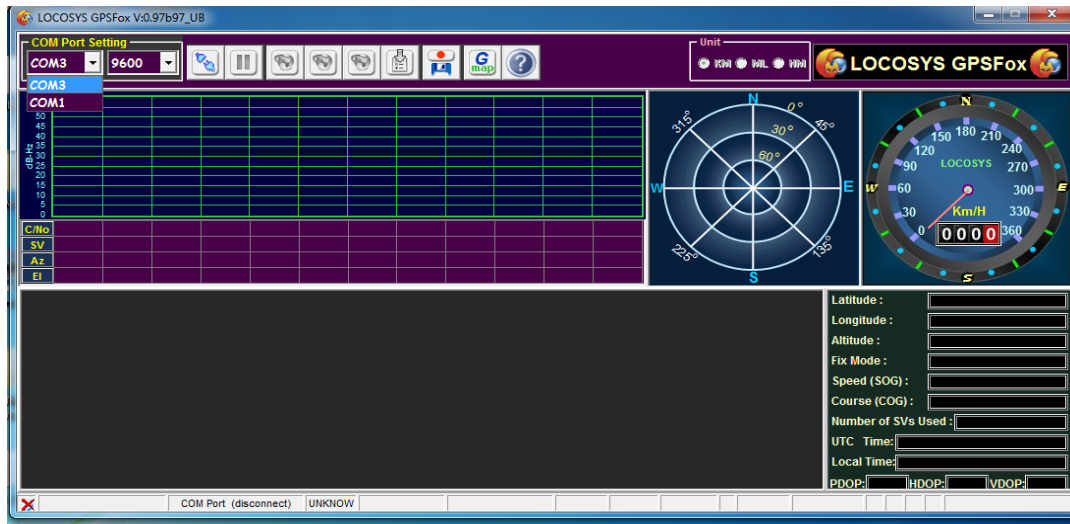 LOCOSYS GPSFox V:0.97b97_UB
COM Port Setting
COM3
9600
COM3
COM1
G
map
?
Unit
KM ML NM
LOCOSYS GPSFox
50
45
40
35
30
25
20
15
10
5
0
dB-Hz
C/No
SV
Az
El
N
0°
45°
30°
60°
315°
W
E
225°
135°
S
N
150 180 210
120 240
LOCOSYS
90 270
W 60 300 E
30 Km/H 330
0 0000 360
S
Latitude :
Longitude :
Altitude :
Fix Mode :
Speed (SOG) :
Course (COG) :
Number of SVs Used :
UTC Time:
Local Time:
PDOP: HDOP: VDOP:
COM Port (disconnect) UNKNOW